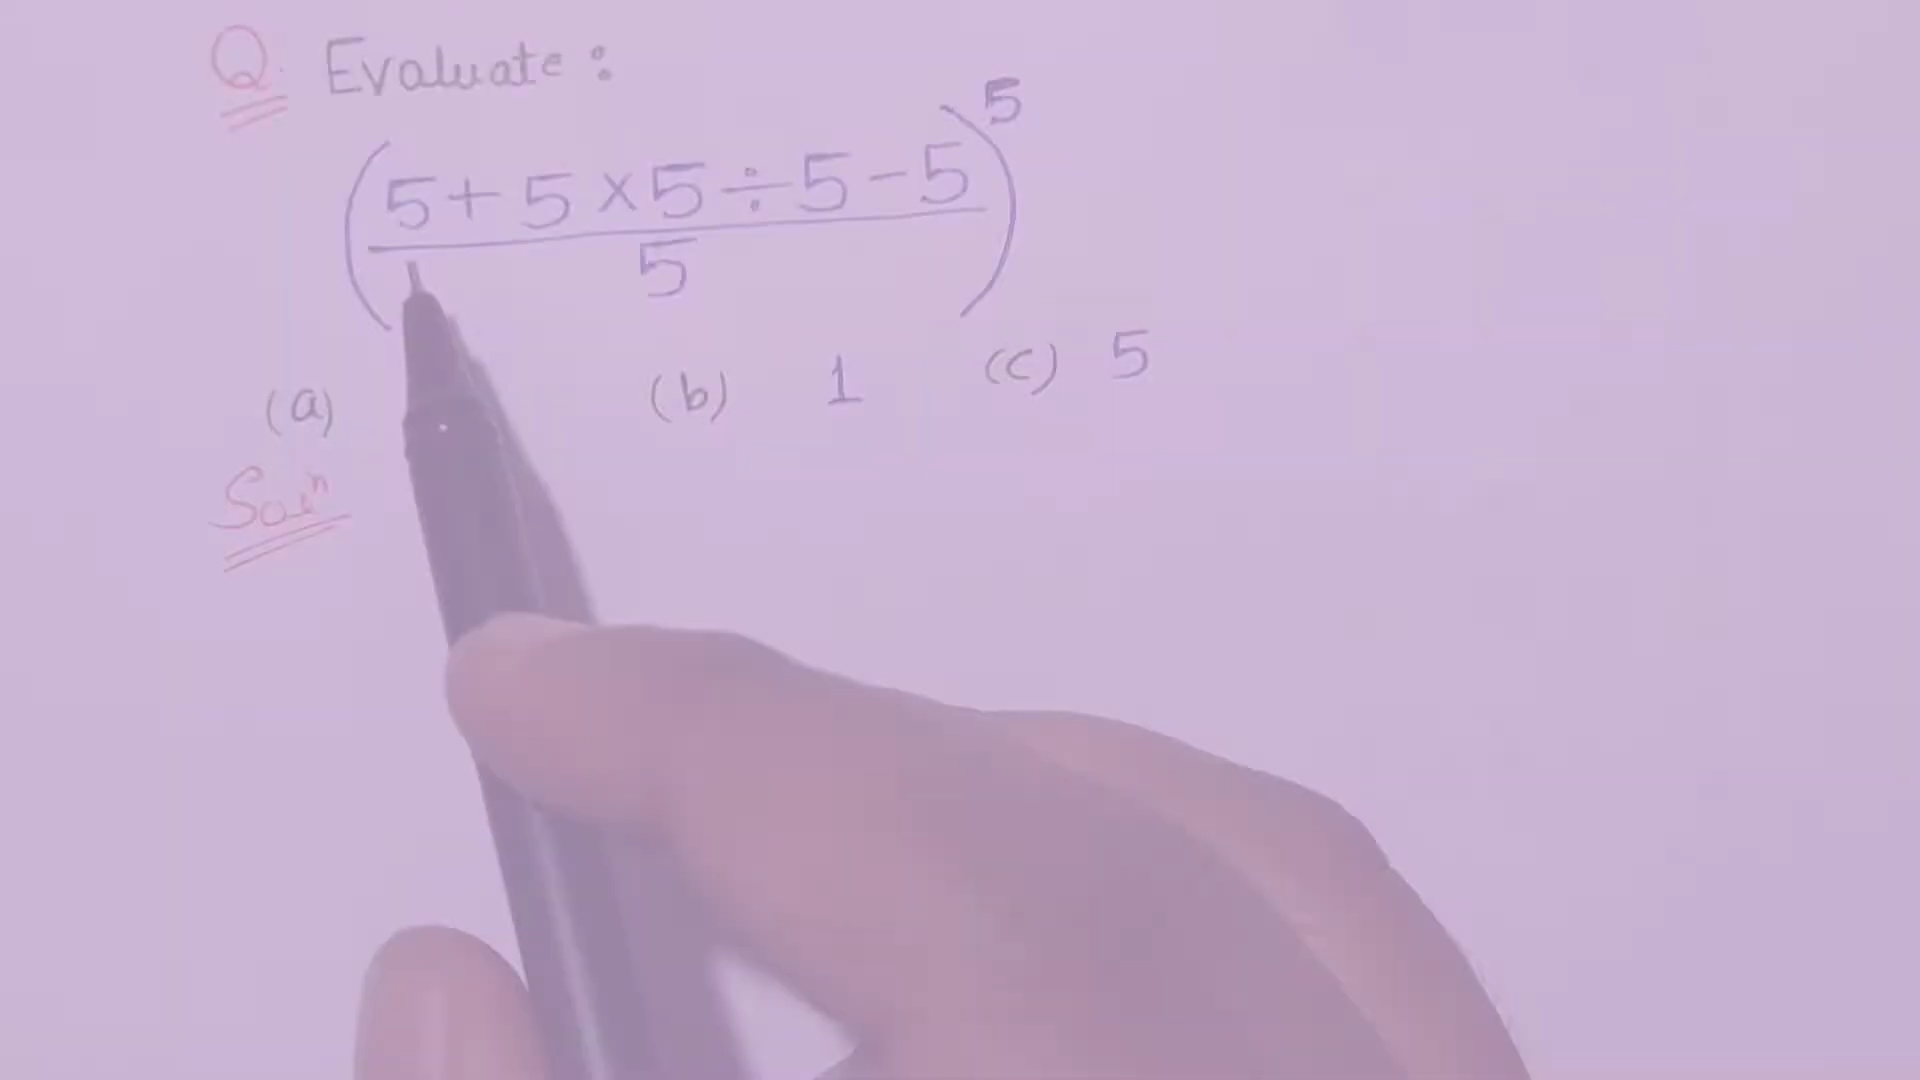 Q. Evaluate :
(5 + 5 × 5 ÷ 5 - 5 / 5)^5
(a) (b) 1 (c) 5
Solⁿ